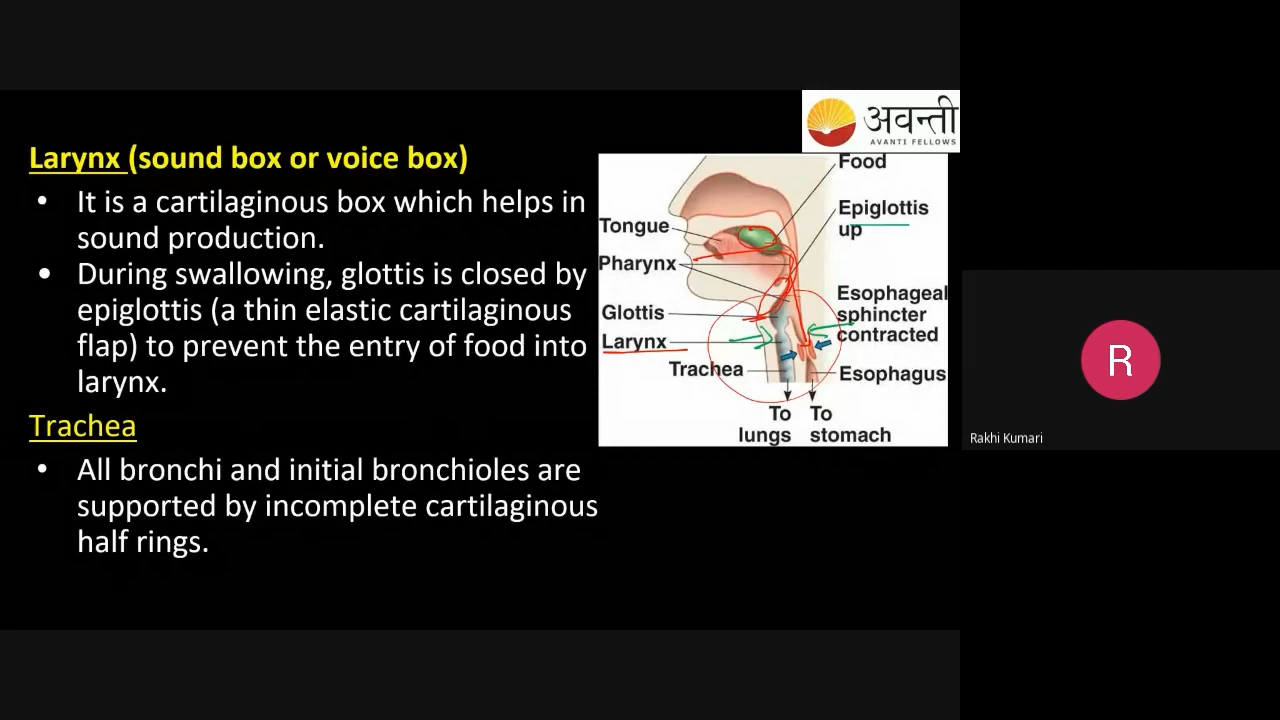 Larynx (sound box or voice box)
• It is a cartilaginous box which helps in
sound production.
• During swallowing, glottis is closed by
epiglottis (a thin elastic cartilaginous
flap) to prevent the entry of food into
larynx.
Trachea
• All bronchi and initial bronchioles are
supported by incomplete cartilaginous
half rings.
अवन्ती
AVANTI FELLOWS
Food
Epiglottis
up
Tongue
Pharynx
Esophageal
sphincter
contracted
Glottis
Larynx
Trachea
Esophagus
To
lungs
To
stomach
R
Rakhi Kumari